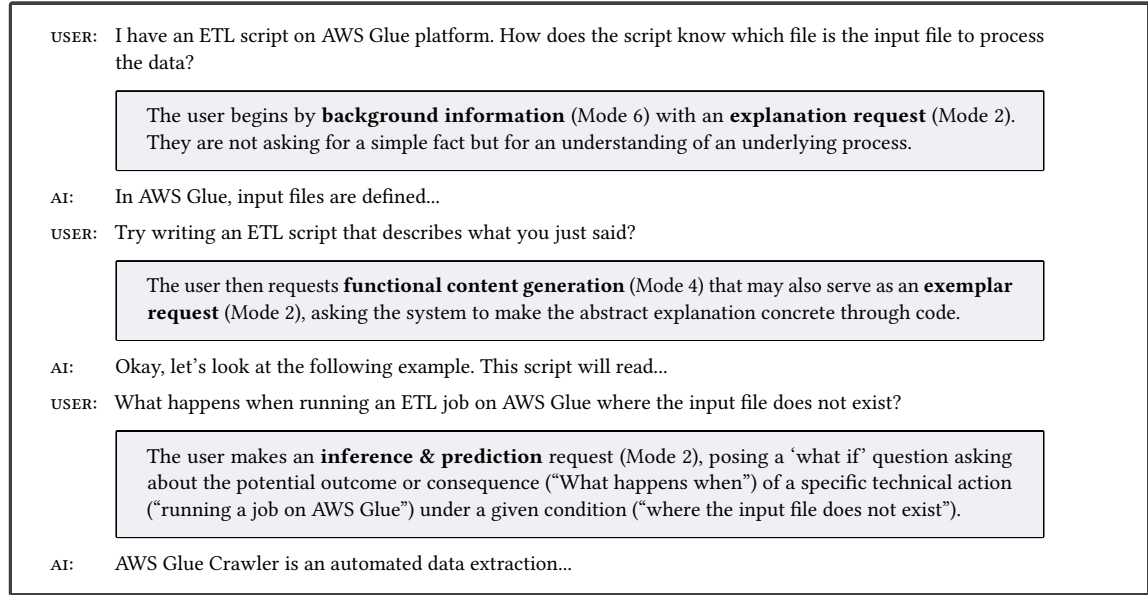 USER: I have an ETL script on AWS Glue platform. How does the script know which file is the input file to process
the data?
The user begins by background information (Mode 6) with an explanation request (Mode 2).
They are not asking for a simple fact but for an understanding of an underlying process.
AI: In AWS Glue, input files are defined...
USER: Try writing an ETL script that describes what you just said?
The user then requests functional content generation (Mode 4) that may also serve as an exemplar
request (Mode 2), asking the system to make the abstract explanation concrete through code.
AI: Okay, let’s look at the following example. This script will read...
USER: What happens when running an ETL job on AWS Glue where the input file does not exist?
The user makes an inference & prediction request (Mode 2), posing a ‘what if’ question asking
about the potential outcome or consequence (“What happens when”) of a specific technical action
(“running a job on AWS Glue”) under a given condition (“where the input file does not exist”).
AI: AWS Glue Crawler is an automated data extraction...